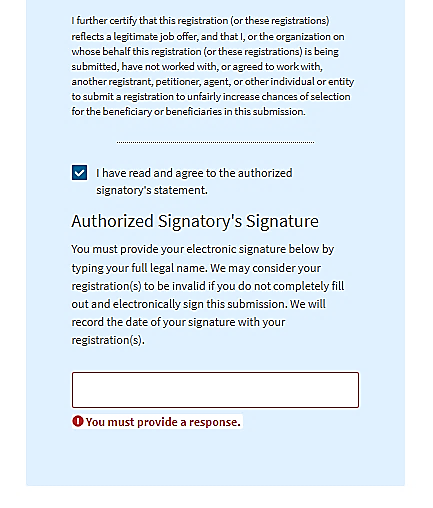 I further certify that this registration (or these registrations)
reflects a legitimate job offer, and that I, or the organization on
whose behalf this registration (or these registrations) is being
submitted, have not worked with, or agreed to work with,
another registrant, petitioner, agent, or other individual or entity
to submit a registration to unfairly increase chances of selection
for the beneficiary or beneficiaries in this submission.
I have read and agree to the authorized
signatory's statement.
Authorized Signatory's Signature
You must provide your electronic signature below by
typing your full legal name. We may consider your
registration(s) to be invalid if you do not completely fill
out and electronically sign this submission. We will
record the date of your signature with your
registration(s).
You must provide a response.